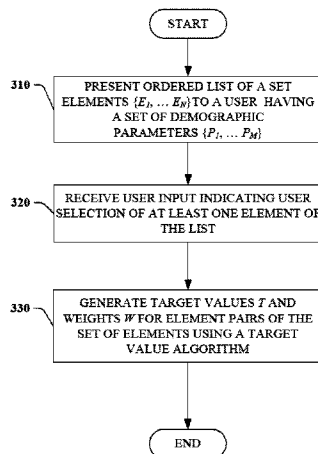 START
310
PRESENT ORDERED LIST OF A SET
ELEMENTS {E1, ... EN} TO A USER HAVING
A SET OF DEMOGRAPHIC
PARAMETERS {P1, ... PM}
320
RECEIVE USER INPUT INDICATING USER
SELECTION OF AT LEAST ONE ELEMENT OF
THE LIST
330
GENERATE TARGET VALUES T AND
WEIGHTS W FOR ELEMENT PAIRS OF THE
SET OF ELEMENTS USING A TARGET
VALUE ALGORITHM
END